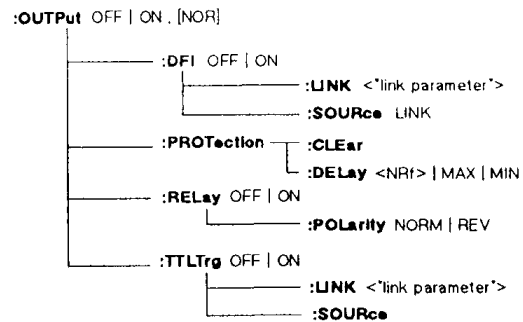 :OUTPut OFF | ON , [NOR]
:DFI OFF | ON
:LINK <"link parameter">
:SOURce LINK
:PROTection
:CLEar
:DELay <NRf> | MAX | MIN
:RELay OFF | ON
:POLarity NORM | REV
:TTLTrg OFF | ON
:LINK <"link parameter">
:SOURce